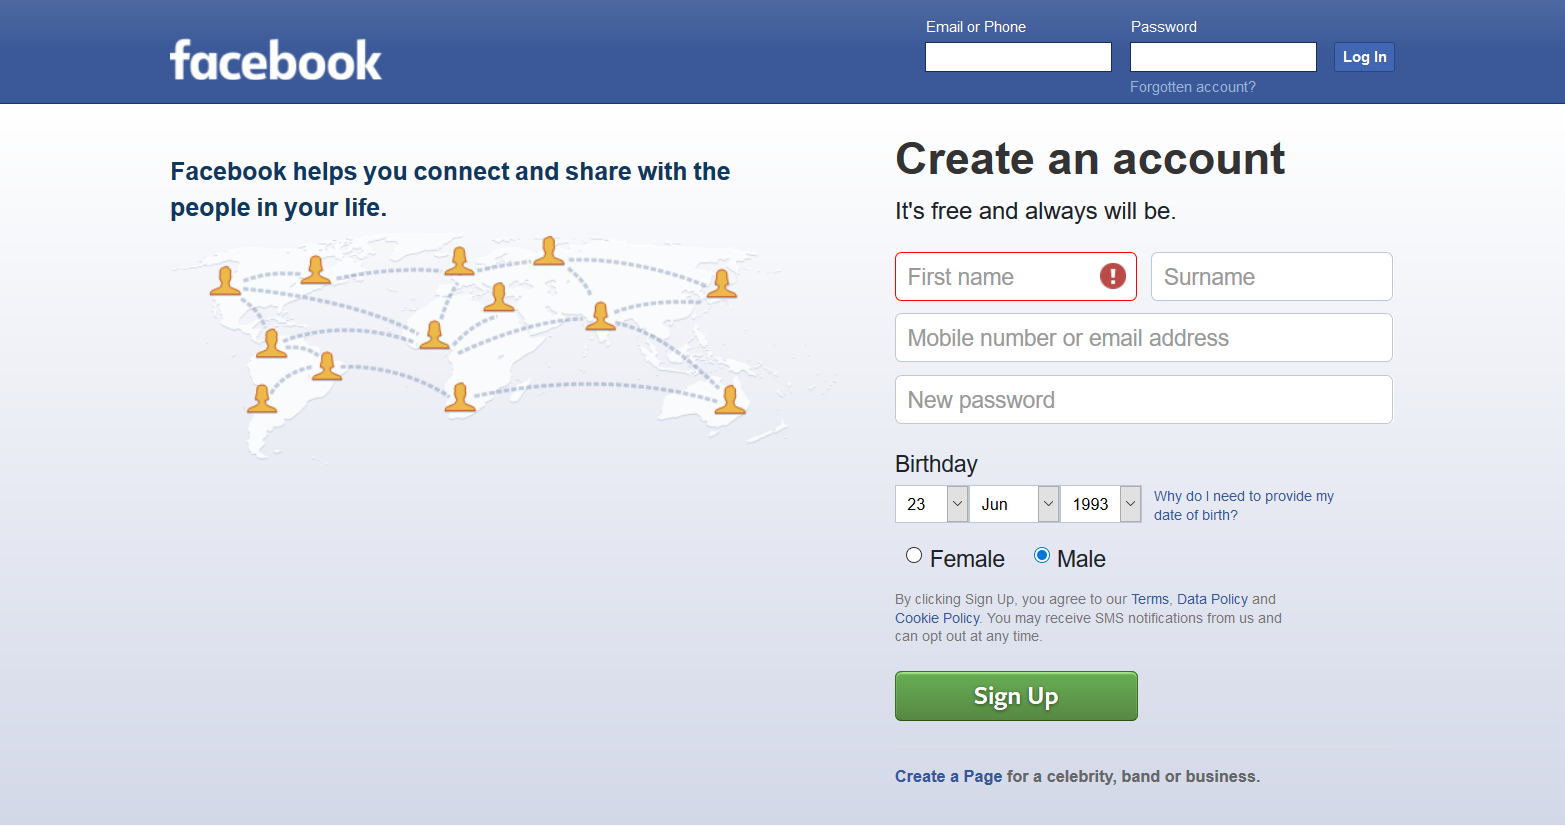 facebook
Email or Phone
Password
Log In
Forgotten account?
Facebook helps you connect and share with the
people in your life.
Create an account
It's free and always will be.
First name
Surname
Mobile number or email address
New password
Birthday
23
Jun
1993
Why do I need to provide my
date of birth?
Female
Male
By clicking Sign Up, you agree to our Terms, Data Policy and
Cookie Policy. You may receive SMS notifications from us and
can opt out at any time.
Sign Up
Create a Page for a celebrity, band or business.